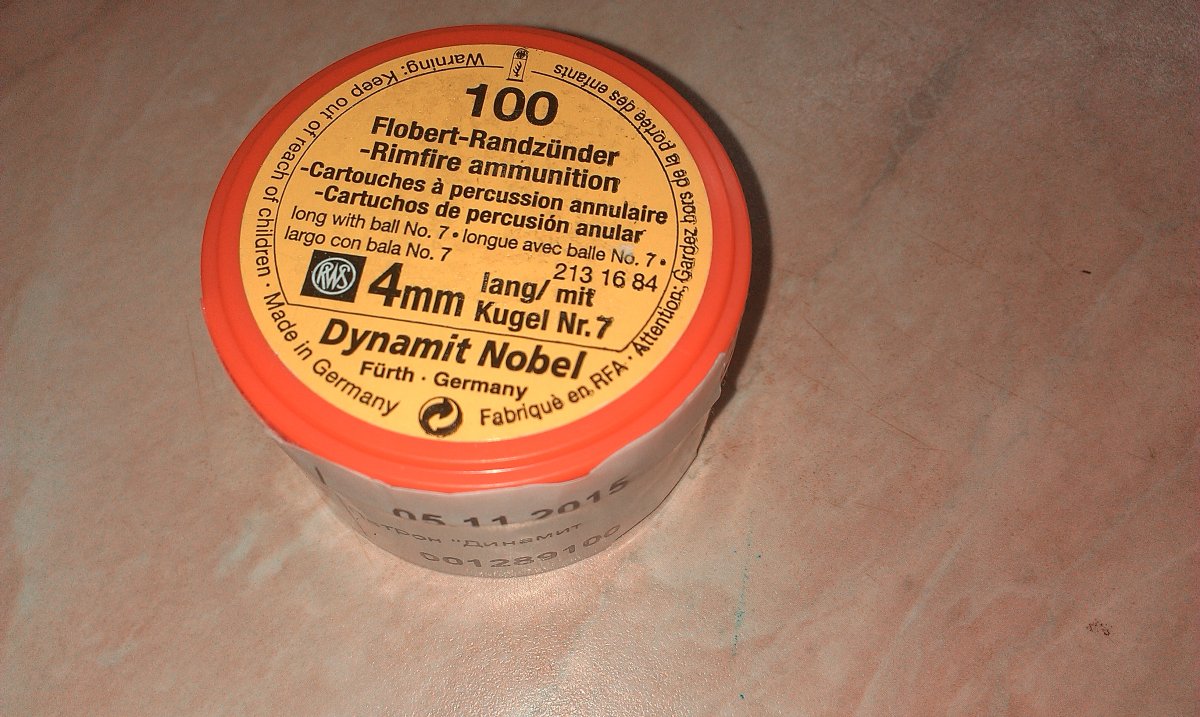 Warning: Keep out of reach of children · Made in Germany
Fabriquè en RFA · Attention: Gardez hors de la portée des enfants
100
Flobert-Randzünder
-Rimfire ammunition
-Cartouches à percussion annulaire
-Cartuchos de percusión anular
long with ball No. 7 • longue avec balle No. 7 •
largo con bala No. 7
213 16 84
RWS
4mm lang/ mit
Kugel Nr. 7
Dynamit Nobel
Fürth · Germany
05.11.2015
"Динамит
001289100